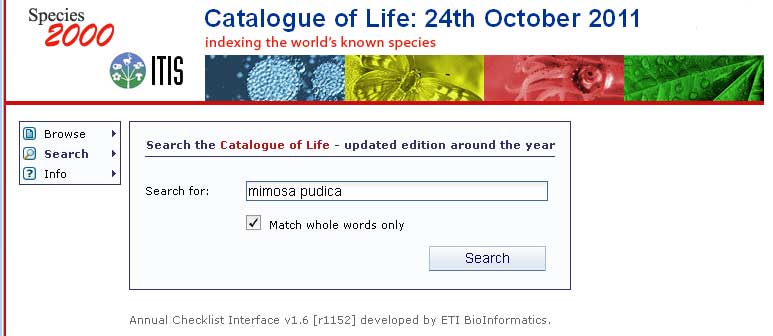 Species
2000
ITIS
Catalogue of Life: 24th October 2011
indexing the world's known species
Browse
Search
Info
Search the Catalogue of Life - updated edition around the year
Search for: mimosa pudica
Match whole words only
Search
Annual Checklist Interface v1.6 [r1152] developed by ETI BioInformatics.